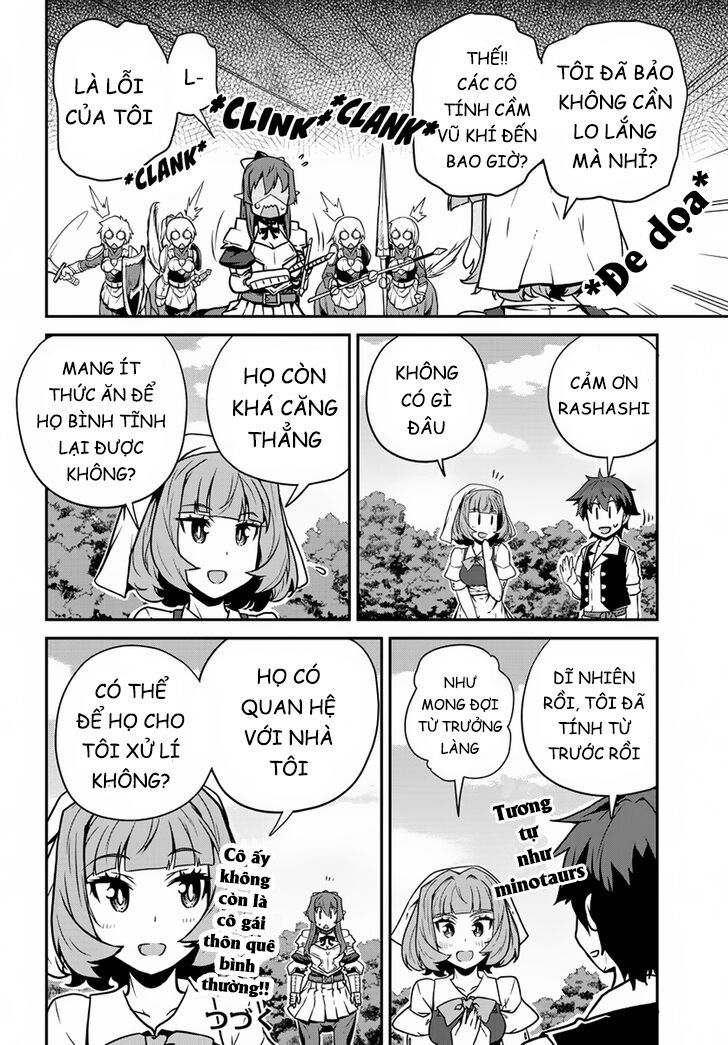 TÔI ĐÃ BẢO
KHÔNG CẦN
LO LẮNG
MÀ NHỈ?
THẾ!!
CÁC CÔ
TÍNH CẦM
VŨ KHÍ ĐẾN
BAO GIỜ?
*Đe dọa*
L-
LÀ LỖI
CỦA TÔI
*CLANK*
*CLINK*
*CLANK*
CẢM ƠN
RASHASHI
KHÔNG
CÓ GÌ
ĐÂU
HỌ CÒN
KHÁ CĂNG
THẲNG
MANG ÍT
THỨC ĂN ĐỂ
HỌ BÌNH TĨNH
LẠI ĐƯỢC
KHÔNG?
DĨ NHIÊN
RỒI, TÔI ĐÃ
TÍNH TỪ
TRƯỚC RỒI
NHƯ
MONG ĐỢI
TỪ TRƯỞNG
LÀNG
Tương
tự
như
minotaurs
HỌ CÓ
QUAN HỆ
VỚI NHÀ
TÔI
CÓ THỂ
ĐỂ HỌ CHO
TÔI XỬ LÍ
KHÔNG?
Cô ấy
không
còn là
cô gái
thôn quê
bình
thường!!
つづく